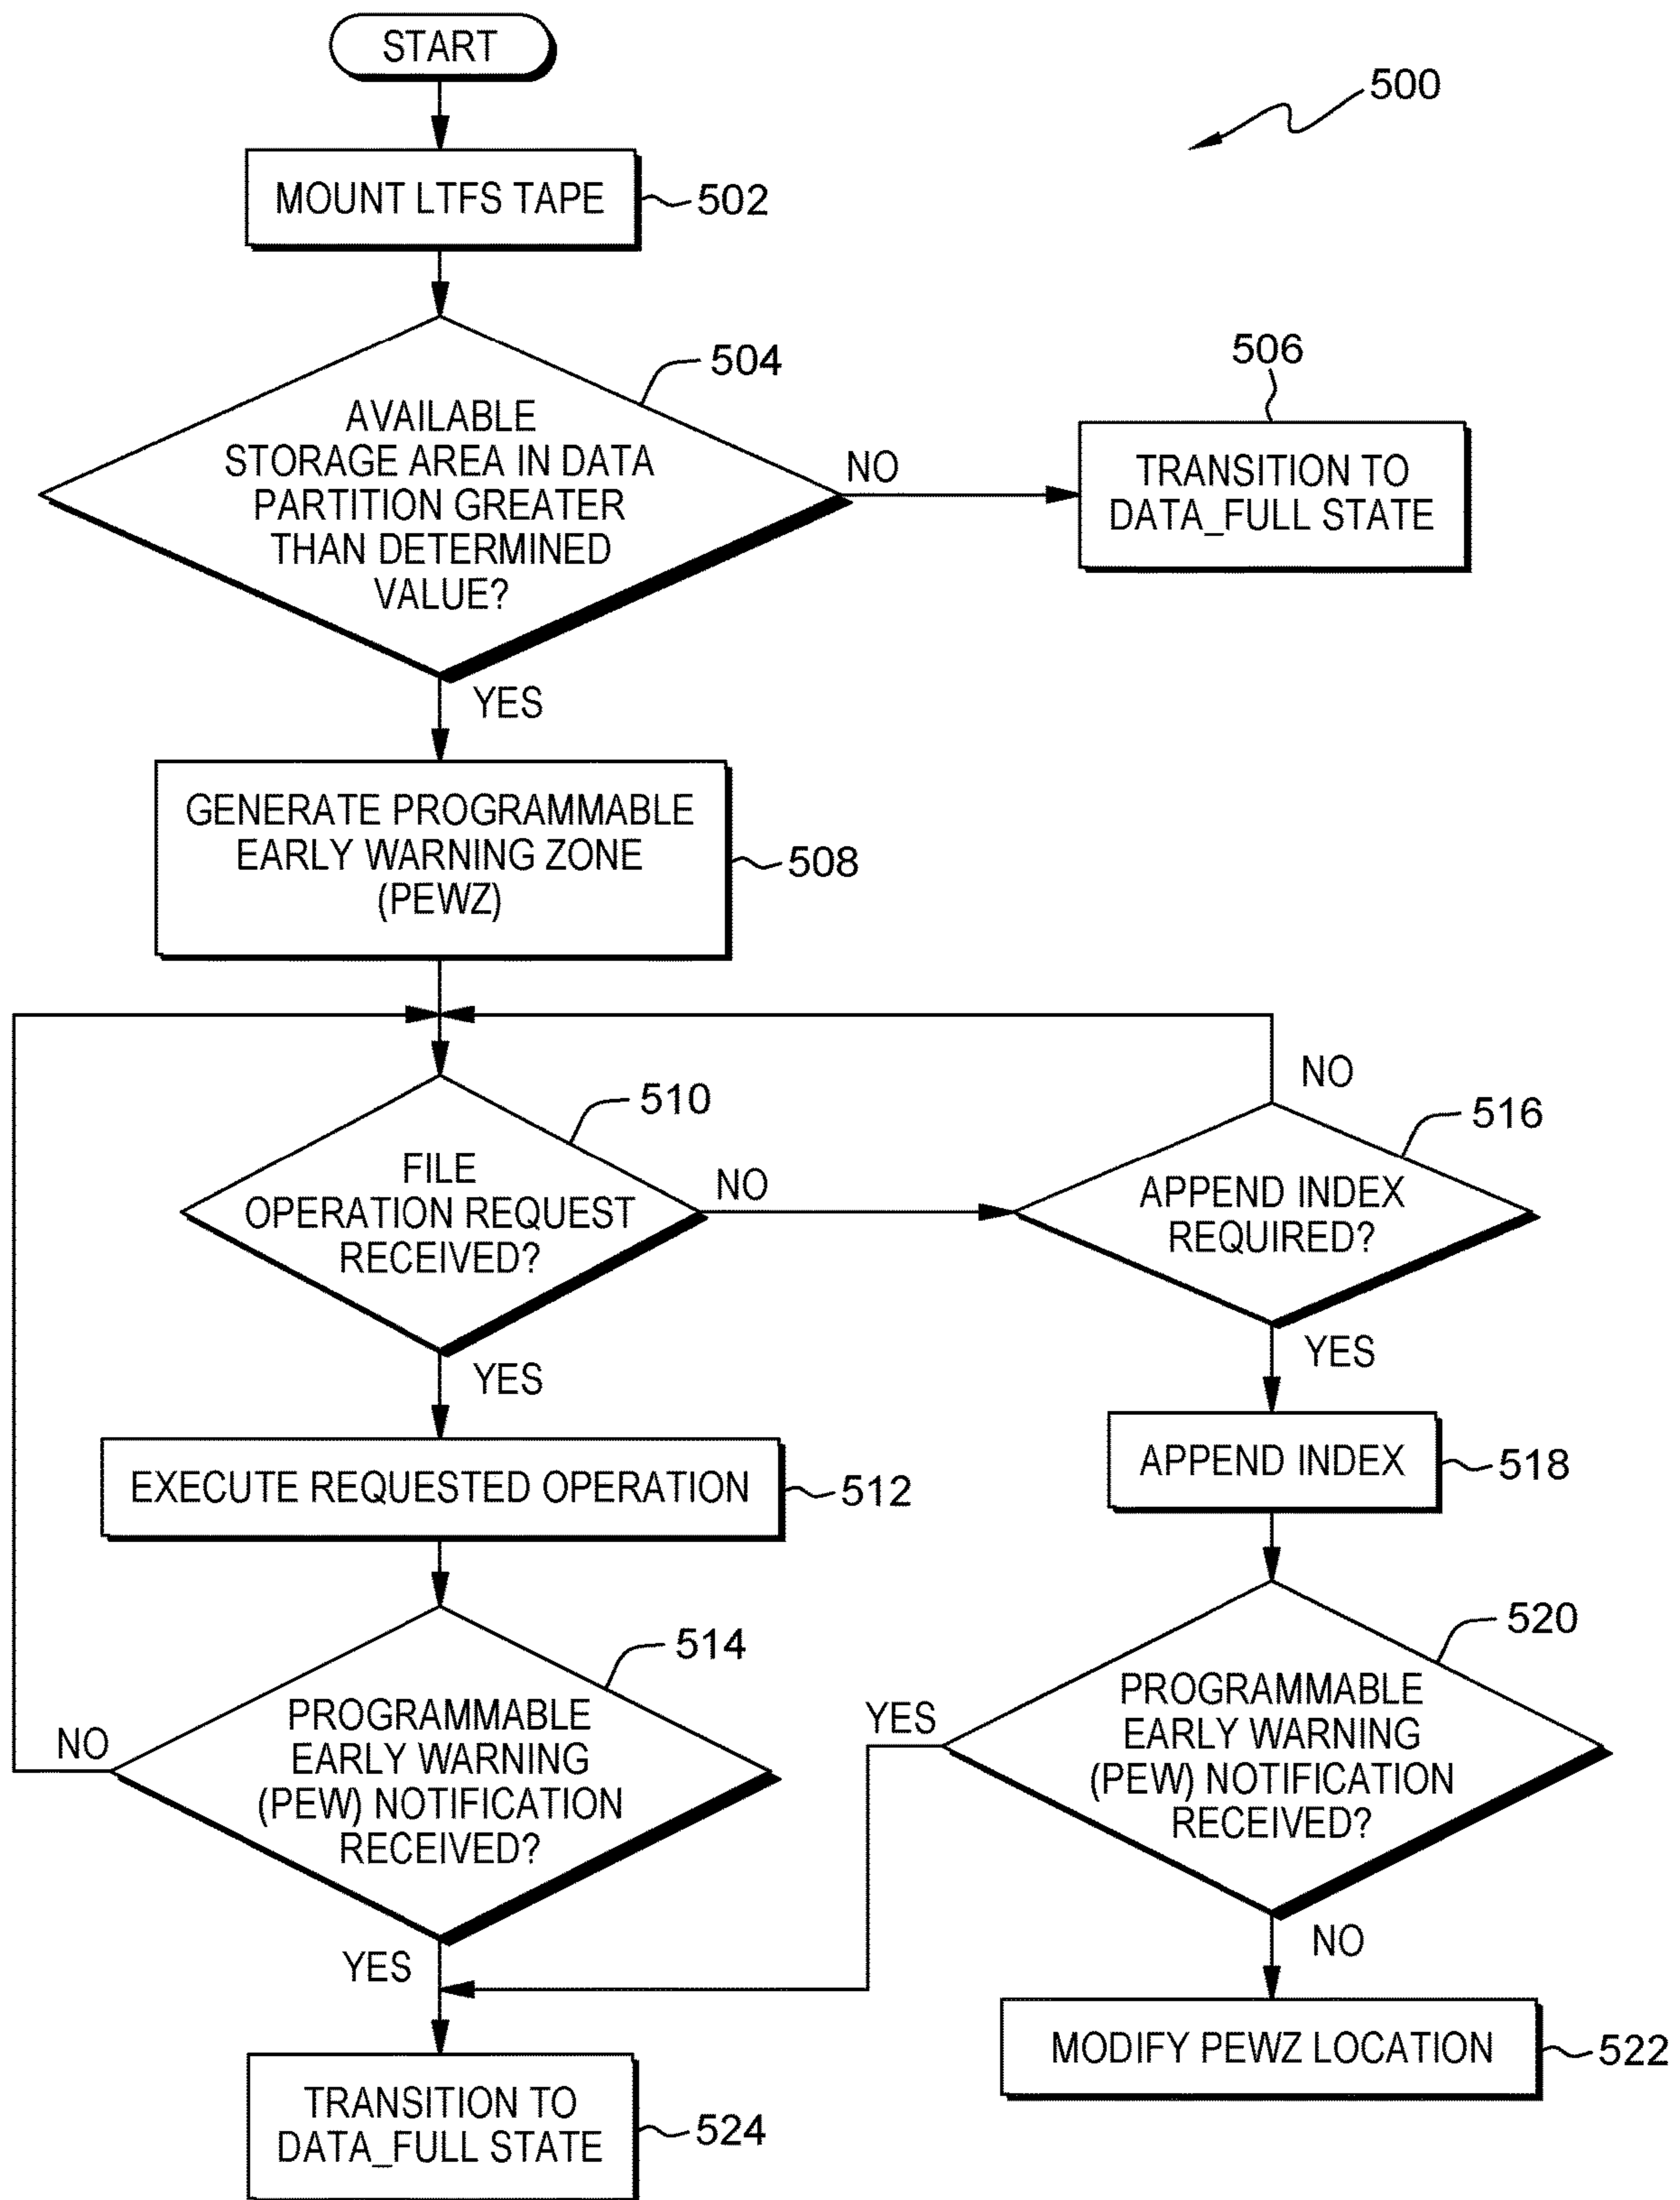 START
500
MOUNT LTFS TAPE
502
504
AVAILABLE
STORAGE AREA IN DATA
PARTITION GREATER
THAN DETERMINED
VALUE?
NO
506
TRANSITION TO
DATA_FULL STATE
YES
GENERATE PROGRAMMABLE
EARLY WARNING ZONE
(PEWZ)
508
510
FILE
OPERATION REQUEST
RECEIVED?
NO
NO
516
APPEND INDEX
REQUIRED?
YES
YES
EXECUTE REQUESTED OPERATION
512
APPEND INDEX
518
514
PROGRAMMABLE
EARLY WARNING
(PEW) NOTIFICATION
RECEIVED?
NO
520
PROGRAMMABLE
EARLY WARNING
(PEW) NOTIFICATION
RECEIVED?
YES
YES
NO
MODIFY PEWZ LOCATION
522
TRANSITION TO
DATA_FULL STATE
524